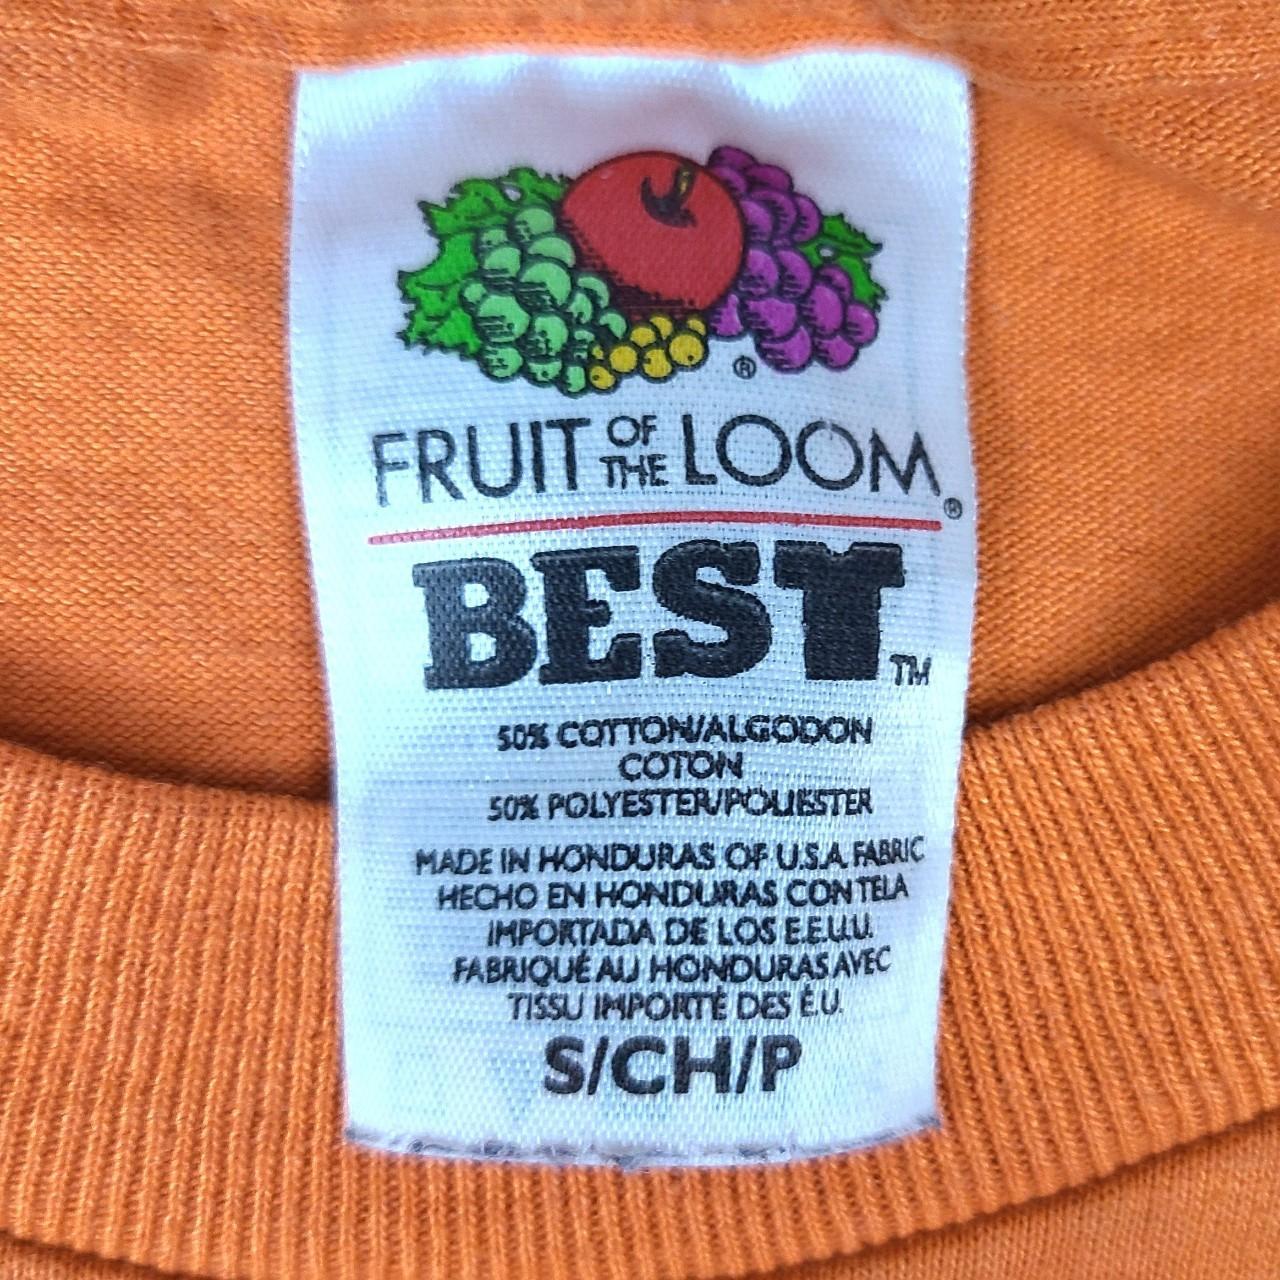 ®
FRUIT OF THE LOOM®
BEST™
50% COTTON/ALGODON
COTON
50% POLYESTER/POLIESTER
MADE IN HONDURAS OF U.S.A. FABRIC
HECHO EN HONDURAS CON TELA
IMPORTADA DE LOS E.E.U.U.
FABRIQUÉ AU HONDURAS AVEC
TISSU IMPORTÉ DES É.U.
S/CH/P